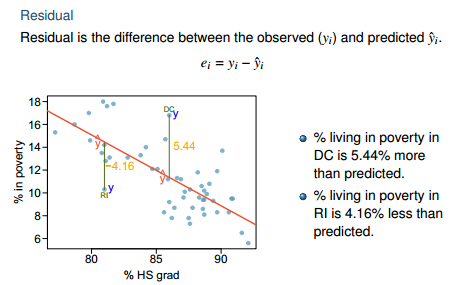 Residual
Residual is the difference between the observed (yᵢ) and predicted ŷᵢ.
eᵢ = yᵢ − ŷᵢ
% in poverty
18
16
14
12
10
8
6
DC
y
5.44
ŷ
ŷ
−4.16
y
RI
80
85
90
% HS grad
% living in poverty in
DC is 5.44% more
than predicted.
% living in poverty in
RI is 4.16% less than
predicted.